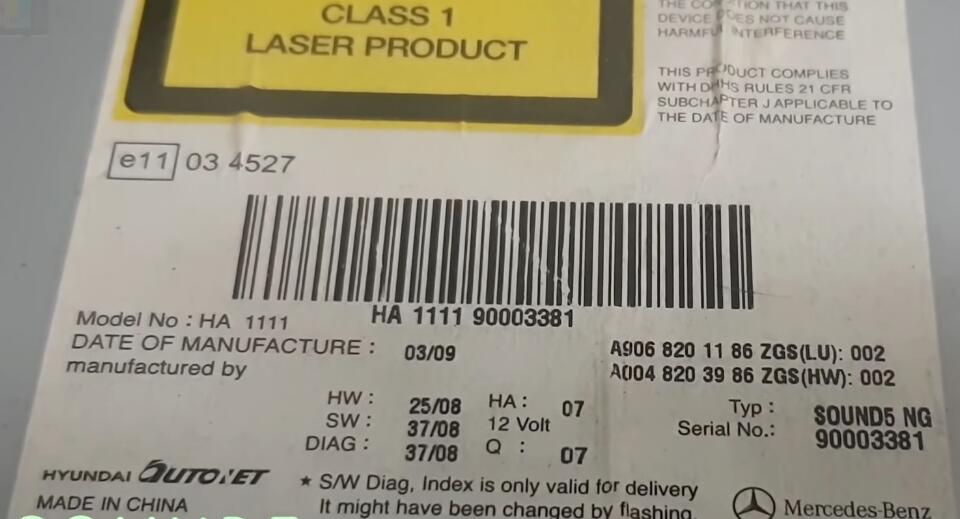 CLASS 1
LASER PRODUCT
THE TION THAT THIS
DEVICE DOES NOT CAUSE
HARMFUL INTERFERENCE
THIS PRODUCT COMPLIES
WITH DHHS RULES 21 CFR
SUBCHAPTER J APPLICABLE TO
THE DATE OF MANUFACTURE
e11 03 4527
HA 1111 90003381
Model No : HA 1111
DATE OF MANUFACTURE : 03/09
manufactured by
A906 820 11 86 ZGS(LU): 002
A004 820 39 86 ZGS(HW): 002
HW : 25/08 HA : 07
SW : 37/08 12 Volt
DIAG : 37/08 Q : 07
Typ : SOUND5 NG
Serial No.: 90003381
HYUNDAI AUTONET
MADE IN CHINA
★ S/W Diag, Index is only valid for delivery
It might have been changed by flashing.
Mercedes-Benz